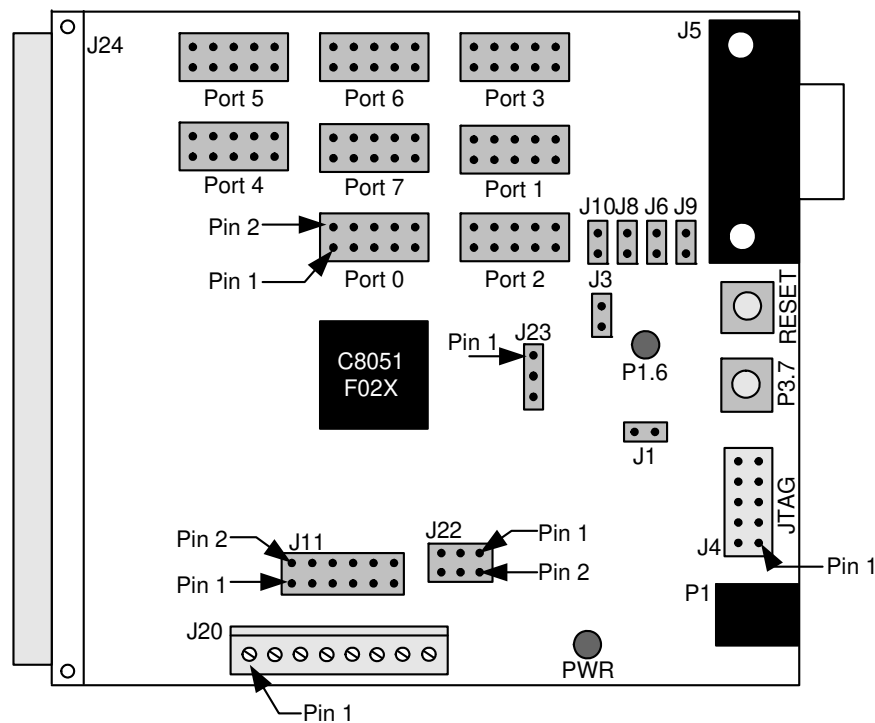 J24
J5
Port 5
Port 6
Port 3
Port 4
Port 7
Port 1
Pin 2
J10
J8
J6
J9
Pin 1
Port 0
Port 2
J3
RESET
Pin 1
J23
C8051
F02X
P1.6
P3.7
J1
JTAG
Pin 2
J11
J22
Pin 1
J4
Pin 1
Pin 2
Pin 1
P1
J20
PWR
Pin 1